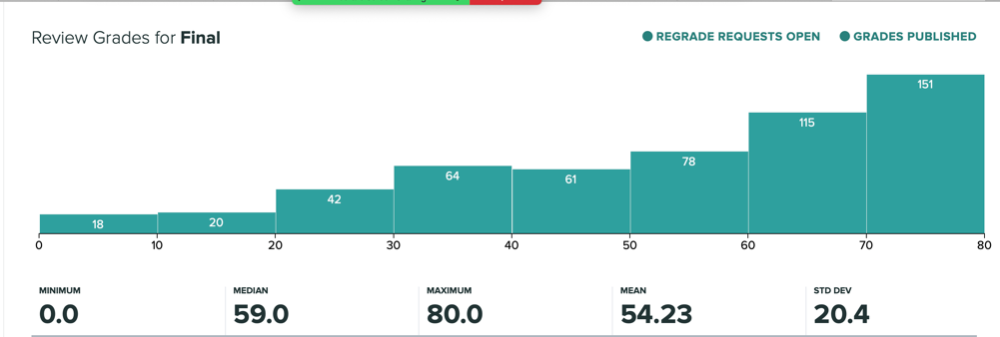 Review Grades for Final
REGRADE REQUESTS OPEN
GRADES PUBLISHED
151
115
78
64
61
42
20
18
0 10 20 30 40 50 60 70 80
MINIMUM MEDIAN MAXIMUM MEAN STD DEV
0.0 59.0 80.0 54.23 20.4